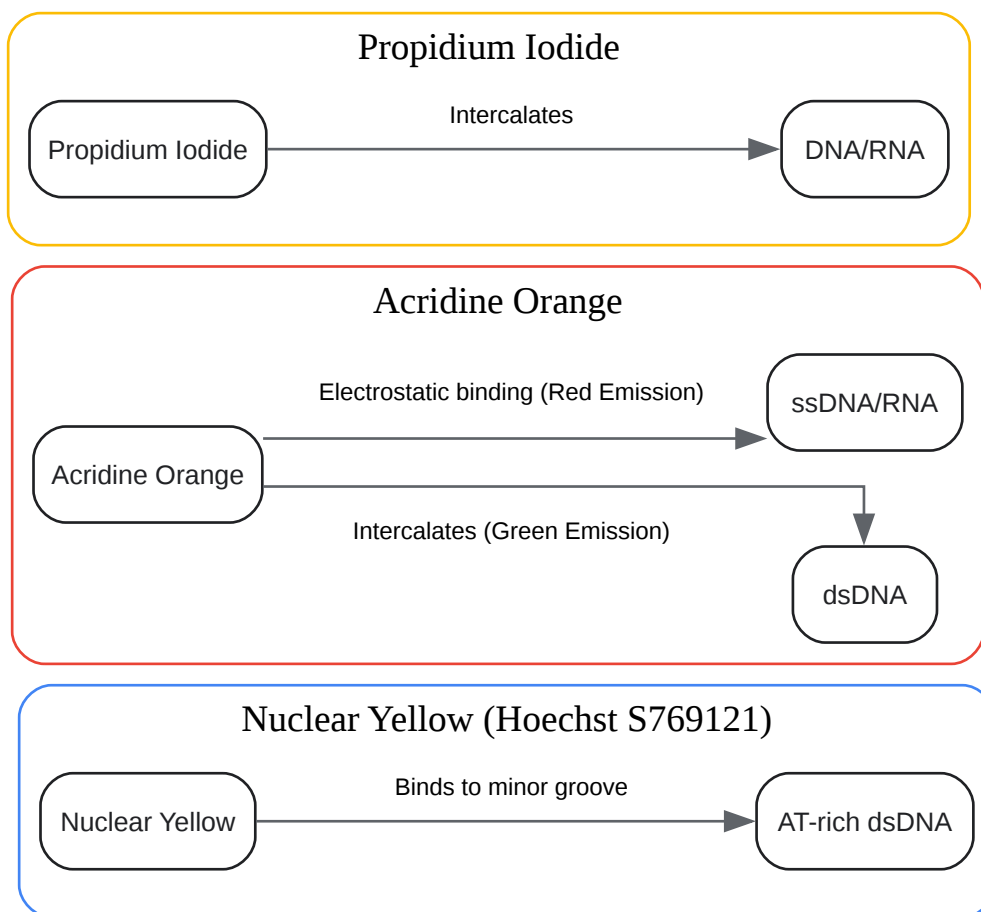 Propidium Iodide
Intercalates
Propidium Iodide
DNA/RNA
Acridine Orange
Electrostatic binding (Red Emission)
ssDNA/RNA
Acridine Orange
Intercalates (Green Emission)
dsDNA
Nuclear Yellow (Hoechst S769121)
Binds to minor groove
Nuclear Yellow
AT-rich dsDNA